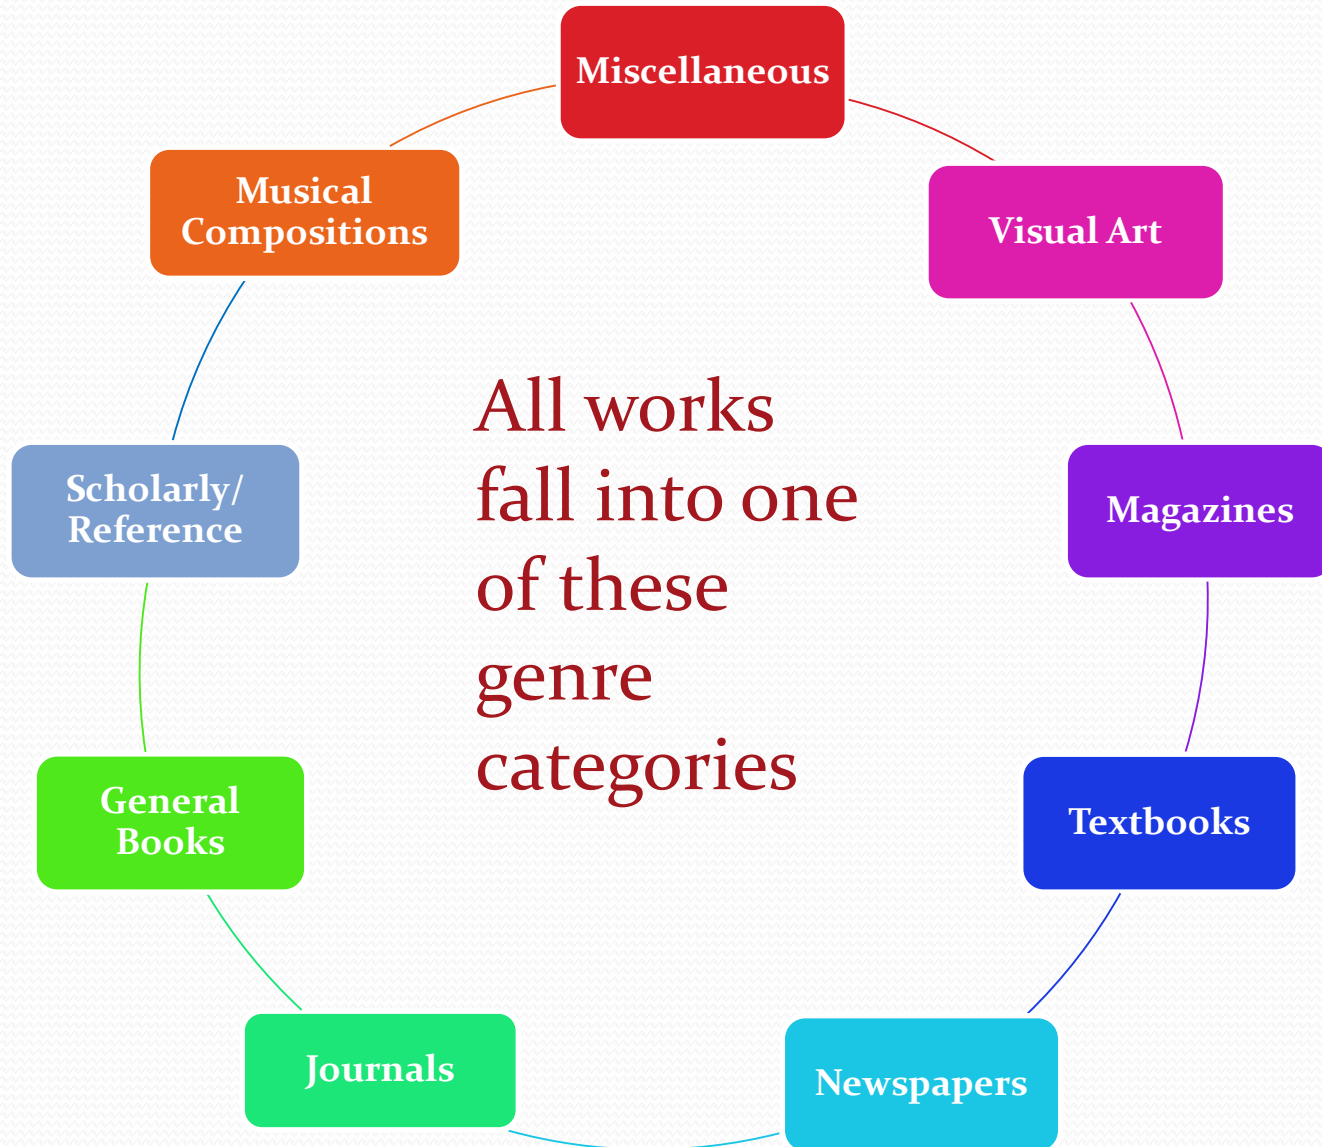 Miscellaneous
Visual Art
Magazines
Textbooks
Newspapers
Journals
General
Books
Scholarly/
Reference
Musical
Compositions
All works
fall into one
of these
genre
categories